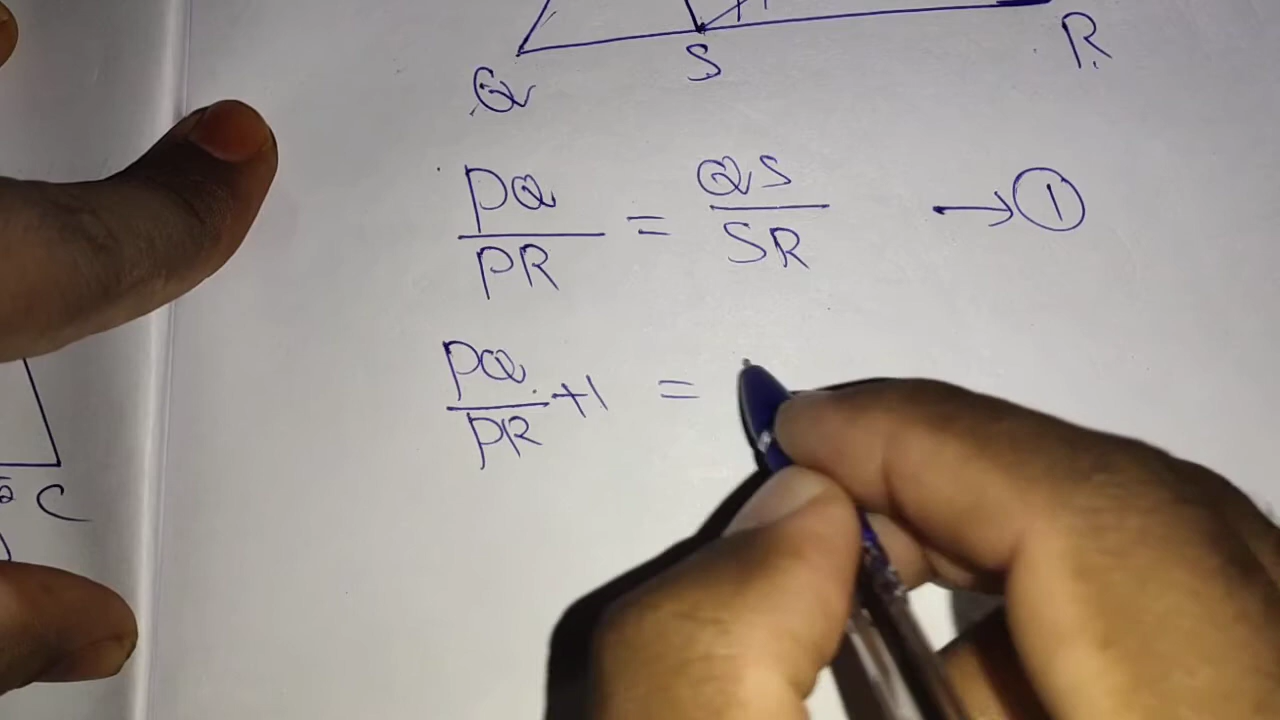 Q S R
PQ/PR = QS/SR → ①
PQ/PR +1 =
C